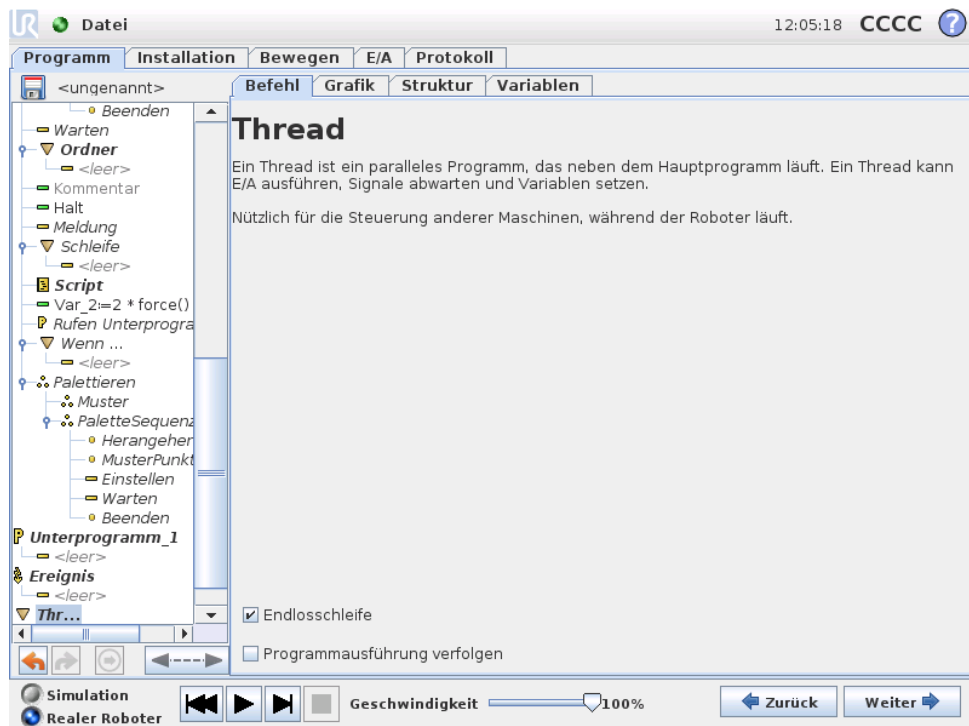 UR Datei 12:05:18 CCCC ?
Programm Installation Bewegen E/A Protokoll
<ungenannt>
Befehl Grafik Struktur Variablen
Beenden
Warten
Ordner
<leer>
Kommentar
Halt
Meldung
Schleife
<leer>
Script
Var_2:=2 * force()
Rufen Unterprogra
Wenn ...
<leer>
Palettieren
Muster
PaletteSequenz
Herangehen
MusterPunkt
Einstellen
Warten
Beenden
Unterprogramm_1
<leer>
Ereignis
<leer>
Thr...
Thread
Ein Thread ist ein paralleles Programm, das neben dem Hauptprogramm läuft. Ein Thread kann
E/A ausführen, Signale abwarten und Variablen setzen.
Nützlich für die Steuerung anderer Maschinen, während der Roboter läuft.
Endlosschleife
Programmausführung verfolgen
Simulation
Realer Roboter
Geschwindigkeit 100%
Zurück Weiter